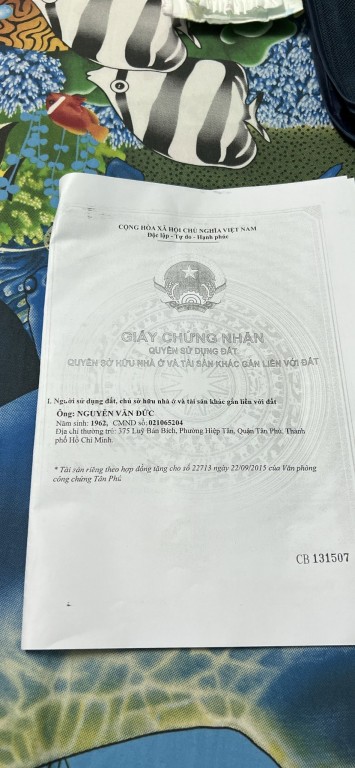 CỘNG HÒA XÃ HỘI CHỦ NGHĨA VIỆT NAM
Độc lập - Tự do - Hạnh phúc
GIẤY CHỨNG NHẬN
QUYỀN SỬ DỤNG ĐẤT
QUYỀN SỞ HỮU NHÀ Ở VÀ TÀI SẢN KHÁC GẮN LIỀN VỚI ĐẤT
I. Người sử dụng đất, chủ sở hữu nhà ở và tài sản khác gắn liền với đất
Ông: NGUYỄN VĂN ĐỨC
Năm sinh: 1962, CMND số: 021065204
Địa chỉ thường trú: 375 Luỹ Bán Bích, Phường Hiệp Tân, Quận Tân Phú, Thành
phố Hồ Chí Minh.
* Tài sản riêng theo hợp đồng tặng cho số 22713 ngày 22/09/2015 của Văn phòng
công chứng Tân Phú
CB 131507